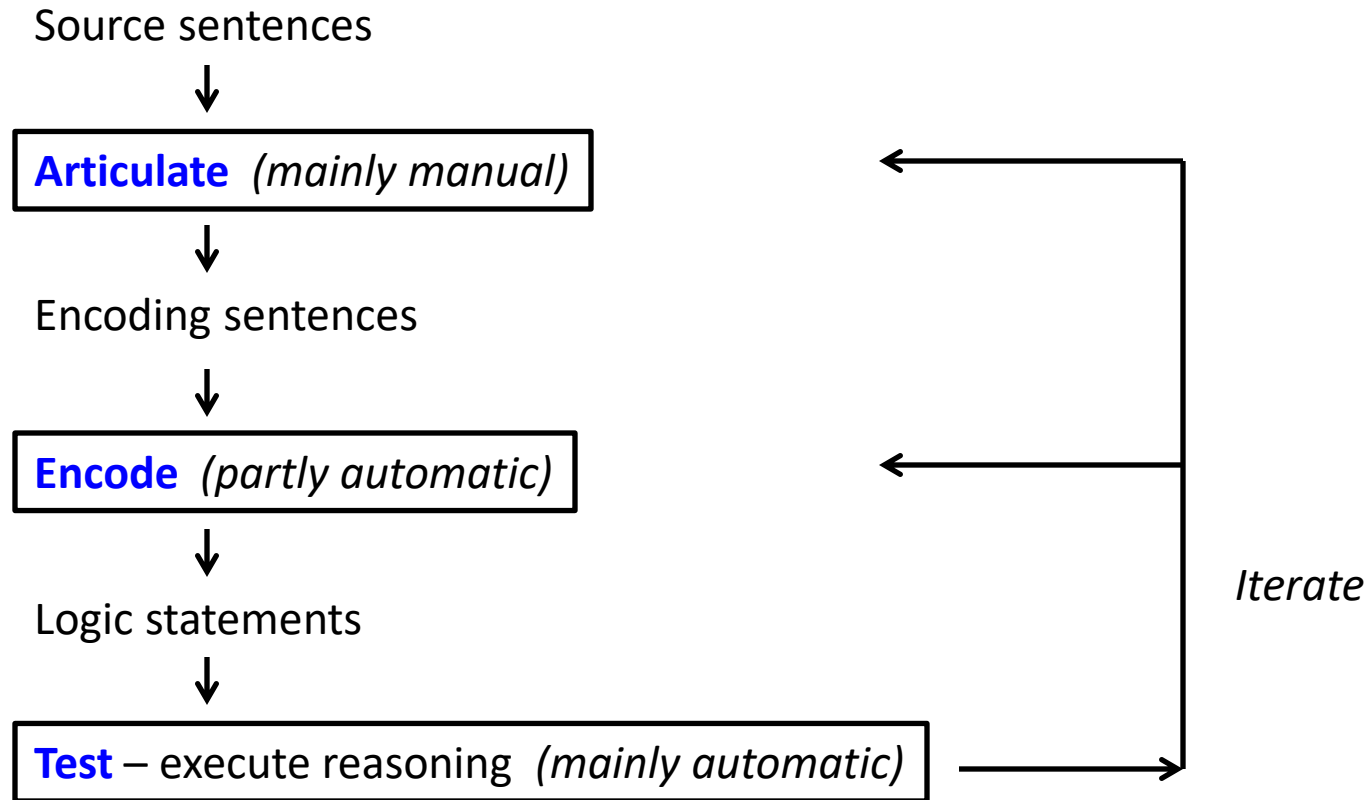 Source sentences
Articulate (mainly manual)
Encoding sentences
Encode (partly automatic)
Iterate
Logic statements
Test – execute reasoning (mainly automatic)